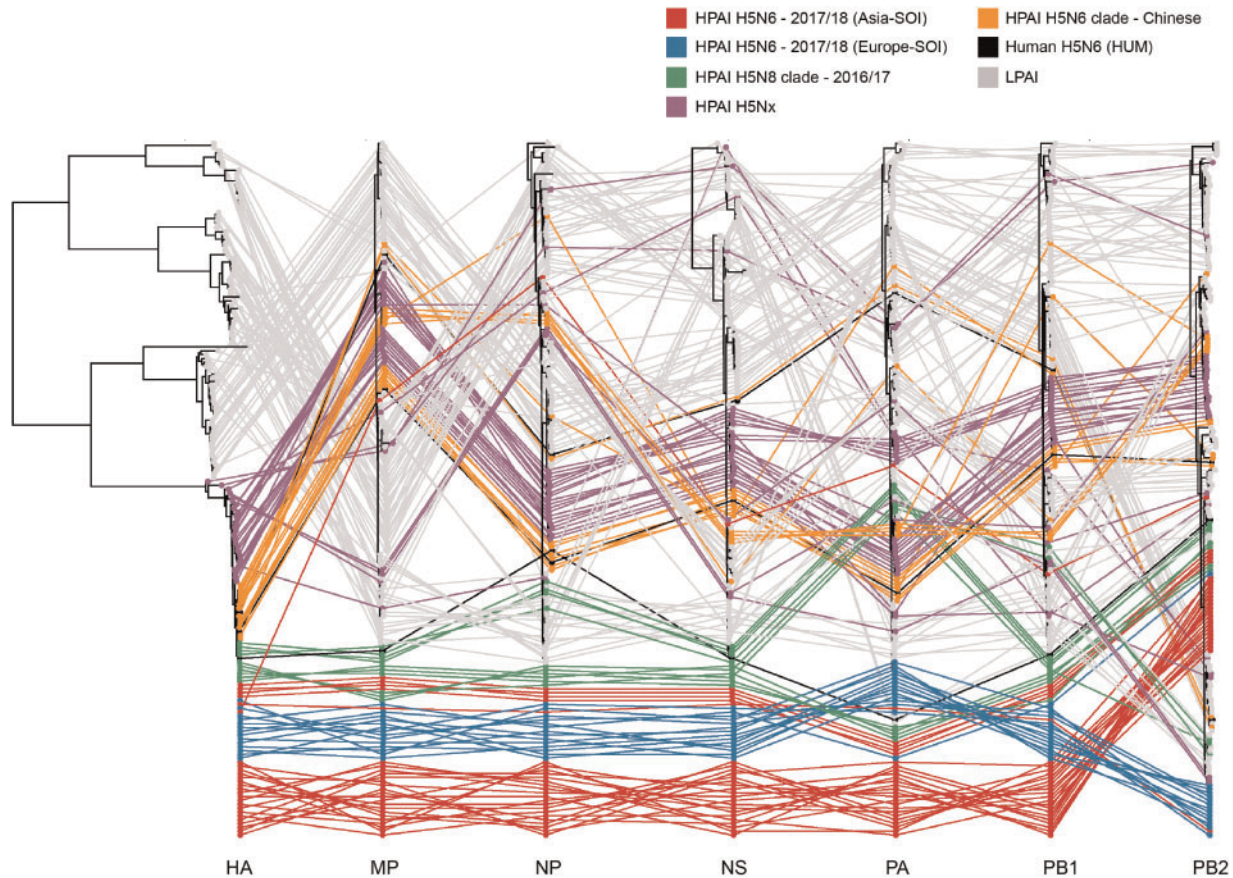 HPAI H5N6 - 2017/18 (Asia-SOI)
HPAI H5N6 - 2017/18 (Europe-SOI)
HPAI H5N8 clade - 2016/17
HPAI H5Nx
HPAI H5N6 clade - Chinese
Human H5N6 (HUM)
LPAI
HA MP NP NS PA PB1 PB2